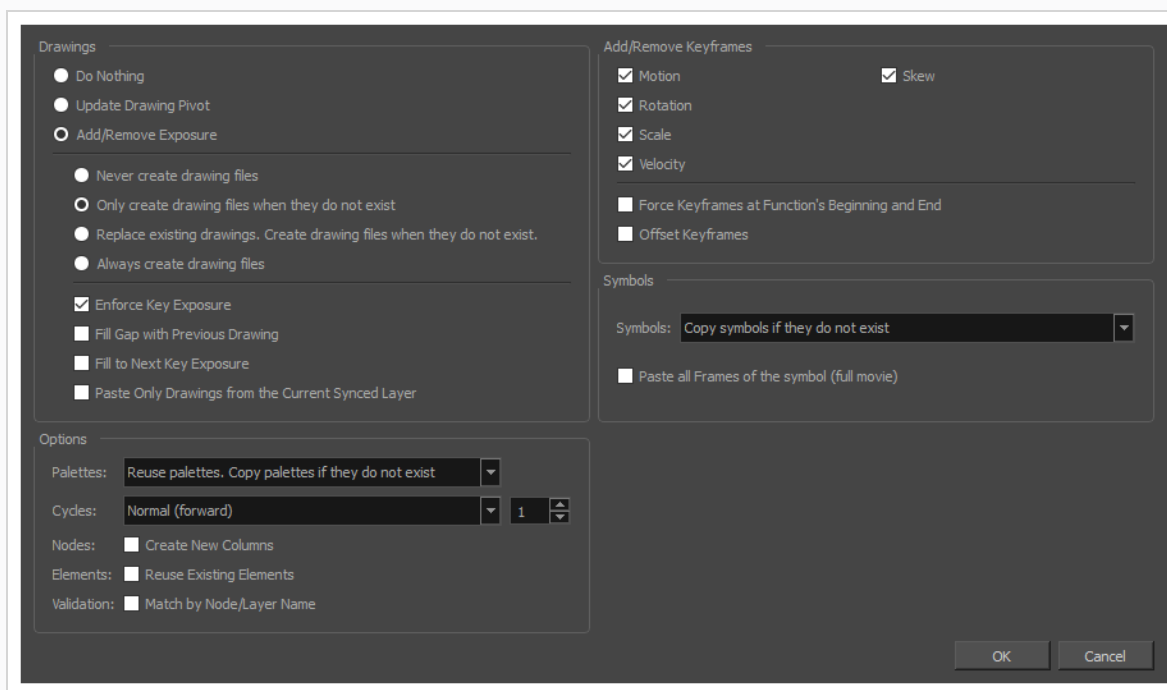 Drawings
Do Nothing
Update Drawing Pivot
Add/Remove Exposure
Never create drawing files
Only create drawing files when they do not exist
Replace existing drawings. Create drawing files when they do not exist.
Always create drawing files
Enforce Key Exposure
Fill Gap with Previous Drawing
Fill to Next Key Exposure
Paste Only Drawings from the Current Synced Layer
Add/Remove Keyframes
Motion
Skew
Rotation
Scale
Velocity
Force Keyframes at Function's Beginning and End
Offset Keyframes
Symbols
Symbols: Copy symbols if they do not exist
Paste all Frames of the symbol (full movie)
Options
Palettes: Reuse palettes. Copy palettes if they do not exist
Cycles: Normal (forward) 1
Nodes: Create New Columns
Elements: Reuse Existing Elements
Validation: Match by Node/Layer Name
OK Cancel